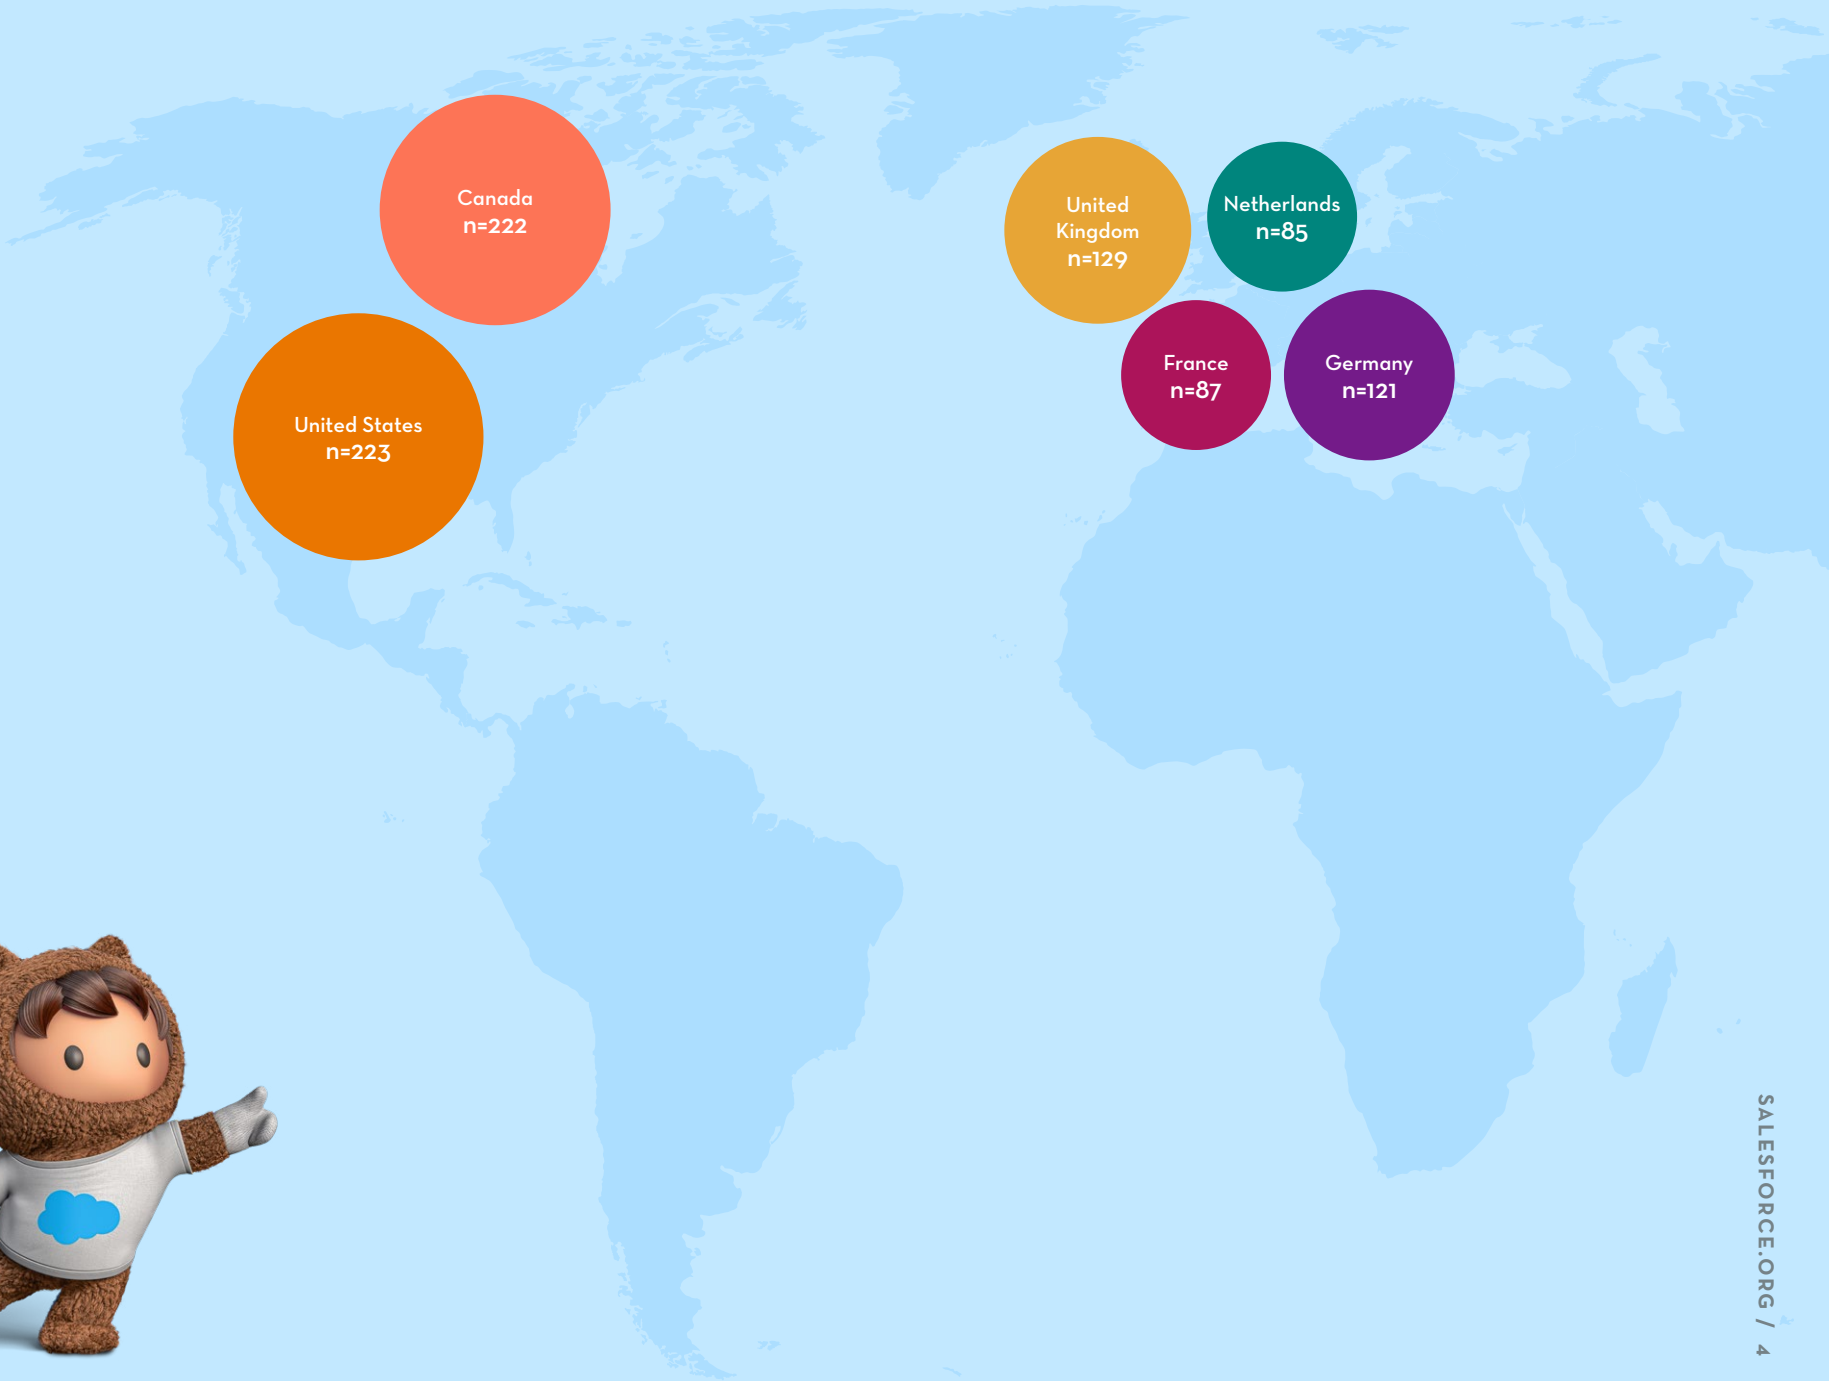 Canada
n=222
United States
n=223
United
Kingdom
n=129
Netherlands
n=85
France
n=87
Germany
n=121
SALESFORCE.ORG / 4